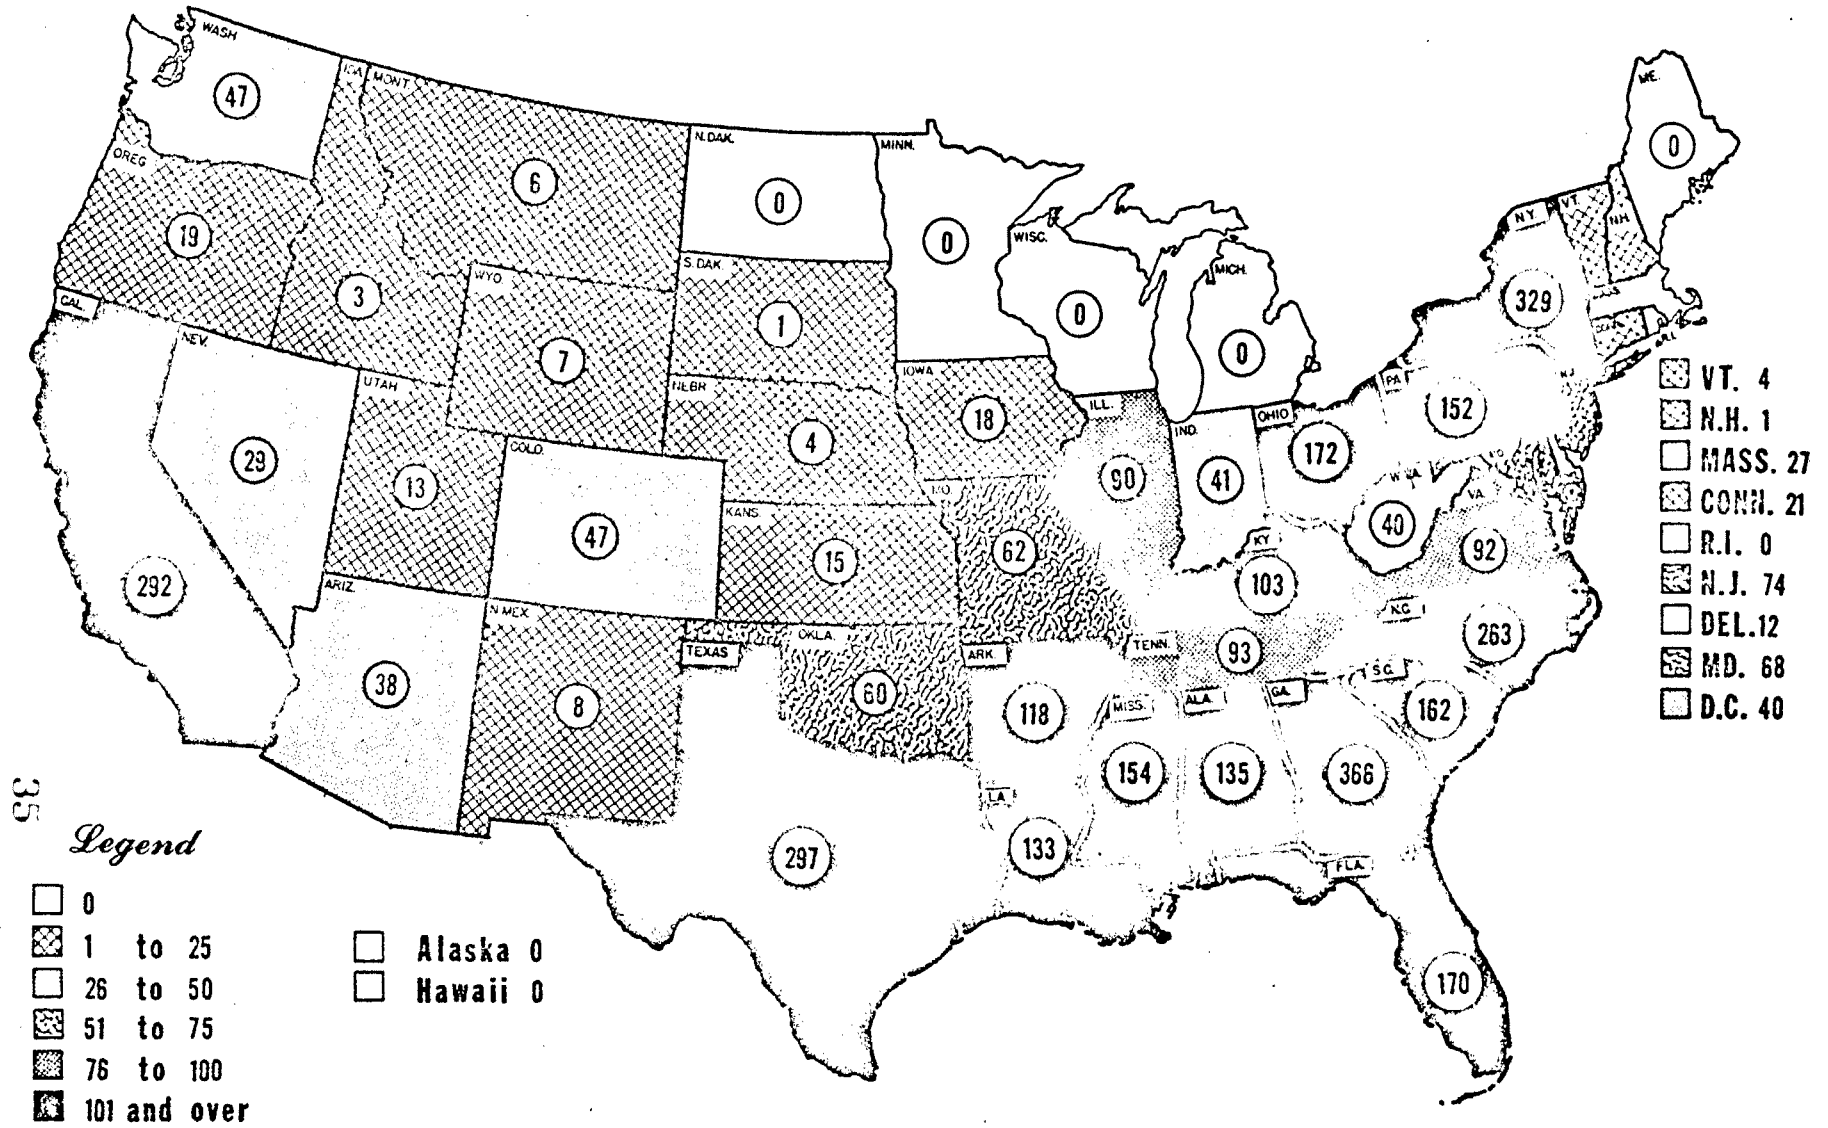 WASH
47
IDA.
MONT.
6
N.DAK.
0
MINN.
0
ME.
0
OREG
19
3
WYO.
7
S.DAK.
1
WISC.
0
MICH.
0
N.Y.
329
VT.
N.H.
CAL.
292
NEV.
29
UTAH
13
COLO.
47
NEBR
4
IOWA
18
ILL.
90
IND.
41
OHIO
172
PA
152
N.J.
CONN.
R.I.
KANS.
15
MO.
62
KY.
103
W VA.
40
VA.
92
ARIZ.
38
N MEX.
8
TEXAS
297
OKLA.
60
ARK.
118
TENN.
93
N.C.
263
S.C.
162
MISS.
154
ALA.
135
GA.
366
LA.
133
FLA.
170
VT. 4
N.H. 1
MASS. 27
CONN. 21
R.I. 0
N.J. 74
DEL.12
MD. 68
D.C. 40
35
Legend
0
1 to 25
26 to 50
51 to 75
76 to 100
101 and over
Alaska 0
Hawaii 0